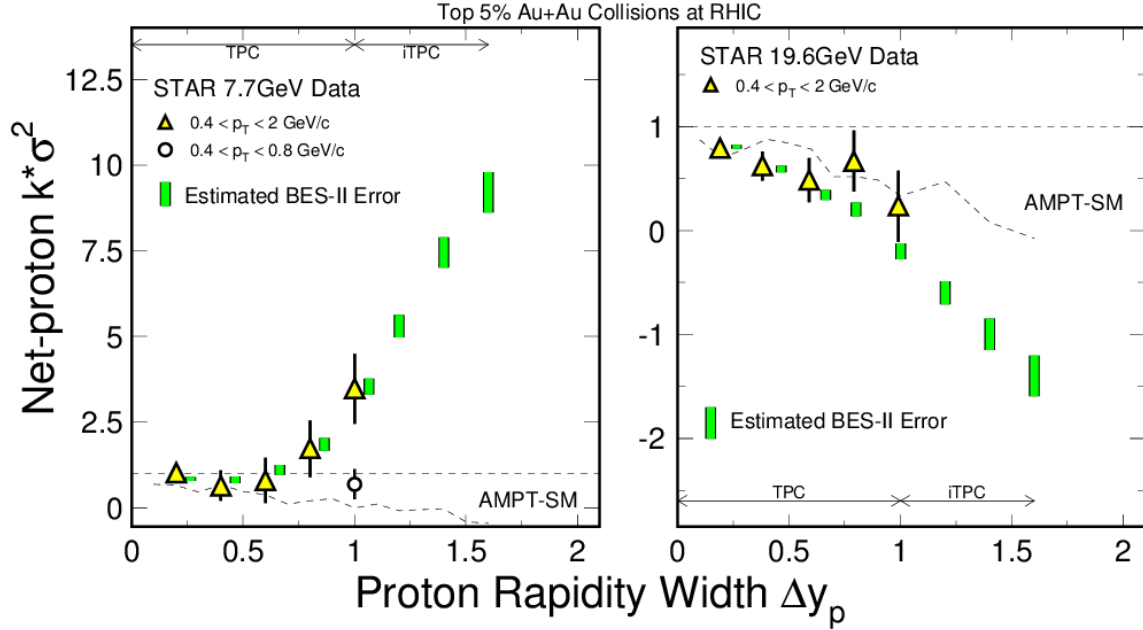 Top 5% Au+Au Collisions at RHIC
TPC iTPC
STAR 7.7GeV Data
0.4 < p_T < 2 GeV/c
0.4 < p_T < 0.8 GeV/c
Estimated BES-II Error
AMPT-SM
12.5
10
7.5
5
2.5
0
0 0.5 1 1.5 2
Net-proton k*σ²
STAR 19.6GeV Data
0.4 < p_T < 2 GeV/c
AMPT-SM
Estimated BES-II Error
TPC iTPC
1
0
-1
-2
0 0.5 1 1.5 2
Proton Rapidity Width Δy_p